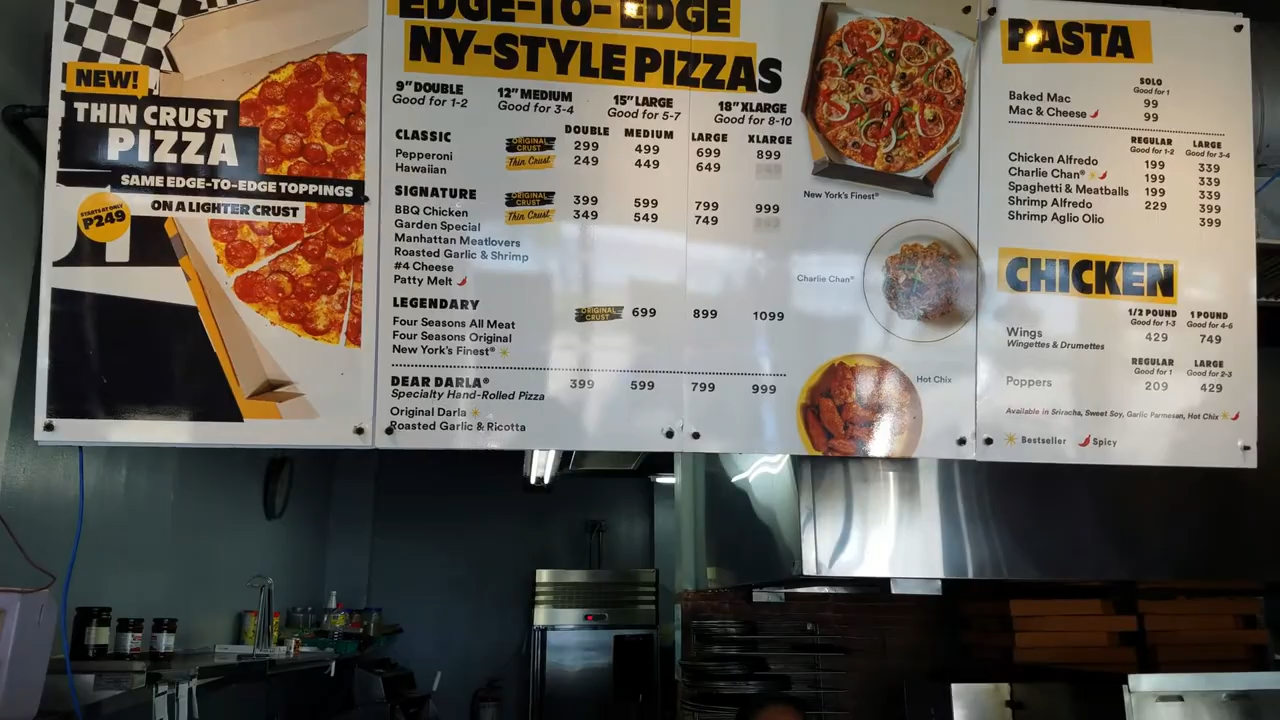 NEW!
THIN CRUST
PIZZA
SAME EDGE-TO-EDGE TOPPINGS
ON A LIGHTER CRUST
STARTS AT ONLY
P249
EDGE-TO-EDGE
NY-STYLE PIZZAS
9" DOUBLE 12" MEDIUM 15" LARGE 18" XLARGE
Good for 1-2 Good for 3-4 Good for 5-7 Good for 8-10
DOUBLE MEDIUM LARGE XLARGE
CLASSIC ORIGINAL CRUST 299 499 699 899
Pepperoni Thin Crust 249 449 649
Hawaiian
SIGNATURE ORIGINAL CRUST 399 599 799 999
BBQ Chicken Thin Crust 349 549 749
Garden Special
Manhattan Meatlovers
Roasted Garlic & Shrimp
#4 Cheese
Patty Melt
LEGENDARY ORIGINAL CRUST 699 899 1099
Four Seasons All Meat
Four Seasons Original
New York's Finest®
DEAR DARLA® 399 599 799 999
Specialty Hand-Rolled Pizza
Original Darla
Roasted Garlic & Ricotta
New York's Finest®
Charlie Chan®
Hot Chix
PASTA
SOLO
Good for 1
Baked Mac 99
Mac & Cheese 99
REGULAR LARGE
Good for 1-2 Good for 3-4
Chicken Alfredo 199 339
Charlie Chan® 199 339
Spaghetti & Meatballs 199 339
Shrimp Alfredo 229 399
Shrimp Aglio Olio 399
CHICKEN
1/2 POUND 1 POUND
Good for 1-3 Good for 4-6
Wings 429 749
Wingettes & Drumettes
REGULAR LARGE
Good for 1 Good for 2-3
Poppers 209 429
Available in Sriracha, Sweet Soy, Garlic Parmesan, Hot Chix
Bestseller Spicy